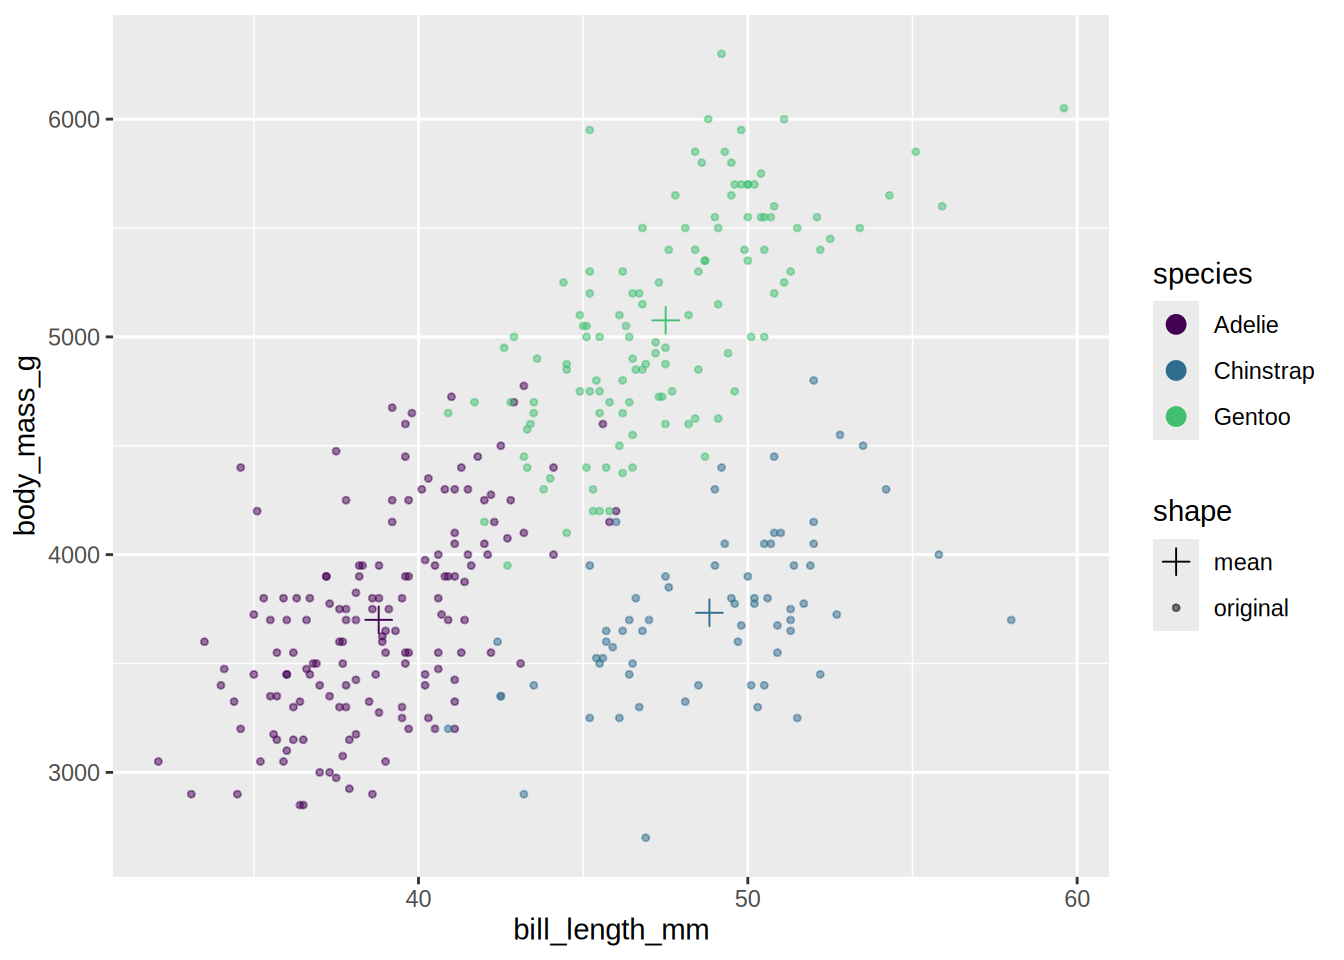 6000
5000
4000
3000
body_mass_g
40
50
60
bill_length_mm
species
Adelie
Chinstrap
Gentoo
shape
mean
original